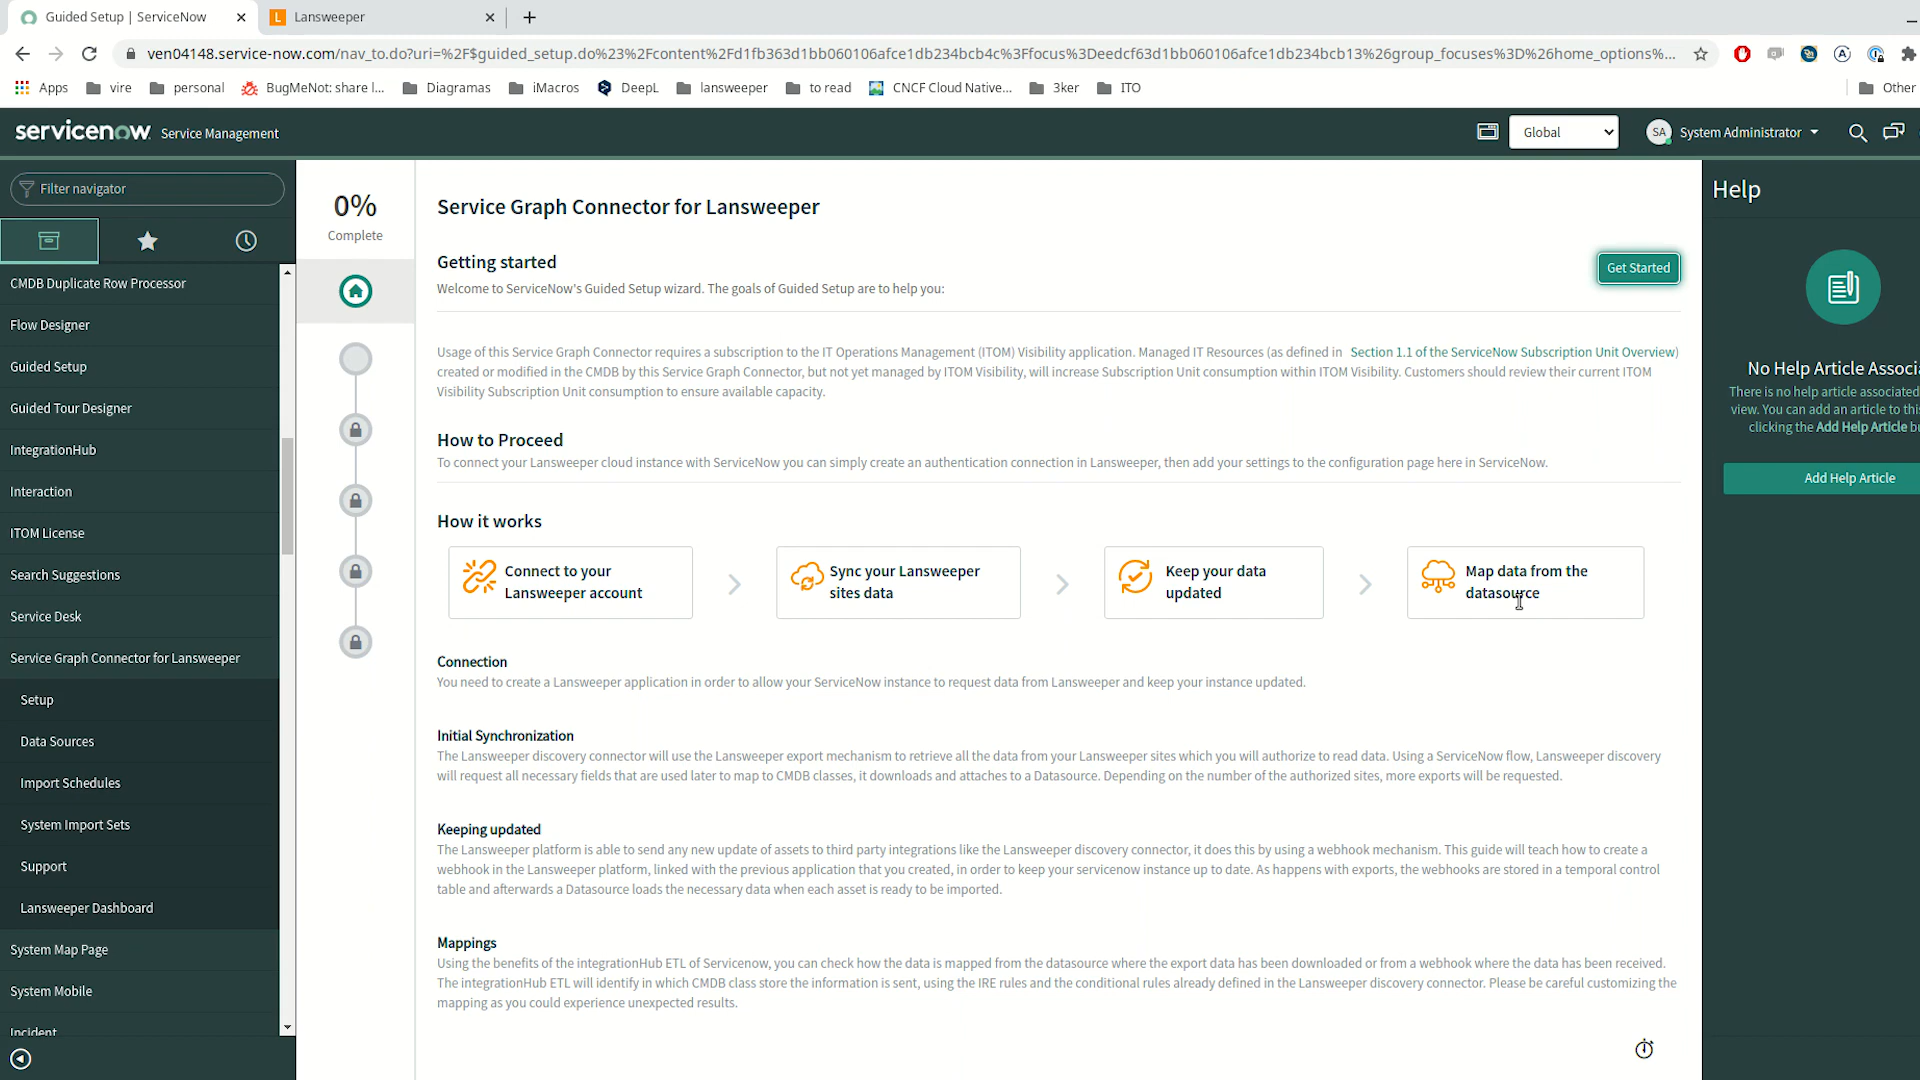 Guided Setup | ServiceNow
Lansweeper
ven04148.service-now.com/nav_to.do?uri=%2F$guided_setup.do%23%2Fcontent%2Fd1fb363d1bb060106afce1db234bcb4c%3Ffocus%3Deedcf63d1bb060106afce1db234bcb13%26group_focuses%3D%26home_options%...
Apps
vire
personal
BugMeNot: share l...
Diagramas
iMacros
DeepL
lansweeper
to read
CNCF Cloud Native...
3ker
ITO
Other
servicenow Service Management
Global
SA
System Administrator
Filter navigator
CMDB Duplicate Row Processor
Flow Designer
Guided Setup
Guided Tour Designer
IntegrationHub
Interaction
ITOM License
Search Suggestions
Service Desk
Service Graph Connector for Lansweeper
Setup
Data Sources
Import Schedules
System Import Sets
Support
Lansweeper Dashboard
System Map Page
System Mobile
Incident
0%
Complete
Service Graph Connector for Lansweeper
Getting started
Get Started
Welcome to ServiceNow's Guided Setup wizard. The goals of Guided Setup are to help you:
Usage of this Service Graph Connector requires a subscription to the IT Operations Management (ITOM) Visibility application. Managed IT Resources (as defined in Section 1.1 of the ServiceNow Subscription Unit Overview)
created or modified in the CMDB by this Service Graph Connector, but not yet managed by ITOM Visibility, will increase Subscription Unit consumption within ITOM Visibility. Customers should review their current ITOM
Visibility Subscription Unit consumption to ensure available capacity.
How to Proceed
To connect your Lansweeper cloud instance with ServiceNow you can simply create an authentication connection in Lansweeper, then add your settings to the configuration page here in ServiceNow.
How it works
Connect to your
Lansweeper account
Sync your Lansweeper
sites data
Keep your data
updated
Map data from the
datasource
Connection
You need to create a Lansweeper application in order to allow your ServiceNow instance to request data from Lansweeper and keep your instance updated.
Initial Synchronization
The Lansweeper discovery connector will use the Lansweeper export mechanism to retrieve all the data from your Lansweeper sites which you will authorize to read data. Using a ServiceNow flow, Lansweeper discovery
will request all necessary fields that are used later to map to CMDB classes, it downloads and attaches to a Datasource. Depending on the number of the authorized sites, more exports will be requested.
Keeping updated
The Lansweeper platform is able to send any new update of assets to third party integrations like the Lansweeper discovery connector, it does this by using a webhook mechanism. This guide will teach how to create a
webhook in the Lansweeper platform, linked with the previous application that you created, in order to keep your servicenow instance up to date. As happens with exports, the webhooks are stored in a temporal control
table and afterwards a Datasource loads the necessary data when each asset is ready to be imported.
Mappings
Using the benefits of the integrationHub ETL of Servicenow, you can check how the data is mapped from the datasource where the export data has been downloaded or from a webhook where the data has been received.
The integrationHub ETL will identify in which CMDB class store the information is sent, using the IRE rules and the conditional rules already defined in the Lansweeper discovery connector. Please be careful customizing the
mapping as you could experience unexpected results.
Help
No Help Article Associa
There is no help article associated
view. You can add an article to this
clicking the Add Help Article bu
Add Help Article